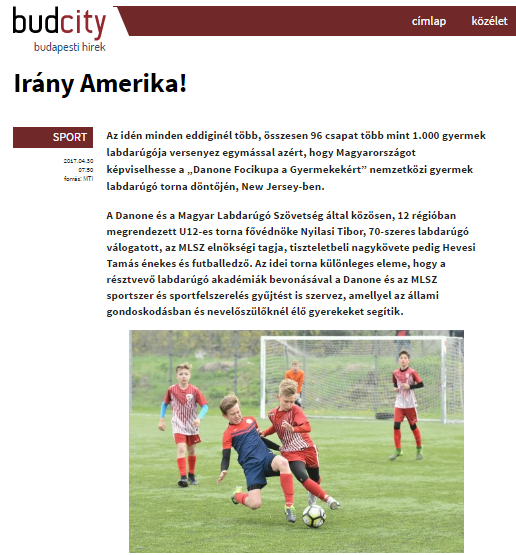 budcity
budapesti hírek
címlap közélet
Irány Amerika!
SPORT
2017.04.30
07:50
forrás: MTI
Az idén minden eddiginél több, összesen 96 csapat több mint 1.000 gyermek
labdarúgója versenyez egymással azért, hogy Magyarországot
képviselhesse a „Danone Focikupa a Gyermekekért” nemzetközi gyermek
labdarúgó torna döntőjén, New Jersey-ben.
A Danone és a Magyar Labdarúgó Szövetség által közösen, 12 régióban
megrendezett U12-es torna fővédnöke Nyilasi Tibor, 70-szeres labdarúgó
válogatott, az MLSZ elnökségi tagja, tiszteletbeli nagykövete pedig Hevesi
Tamás énekes és futballedző. Az idei torna különleges eleme, hogy a
résztvevő labdarúgó akadémiák bevonásával a Danone és az MLSZ
sportszer és sportfelszerelés gyűjtést is szervez, amellyel az állami
gondoskodásban és nevelőszülőknél élő gyerekeket segítik.